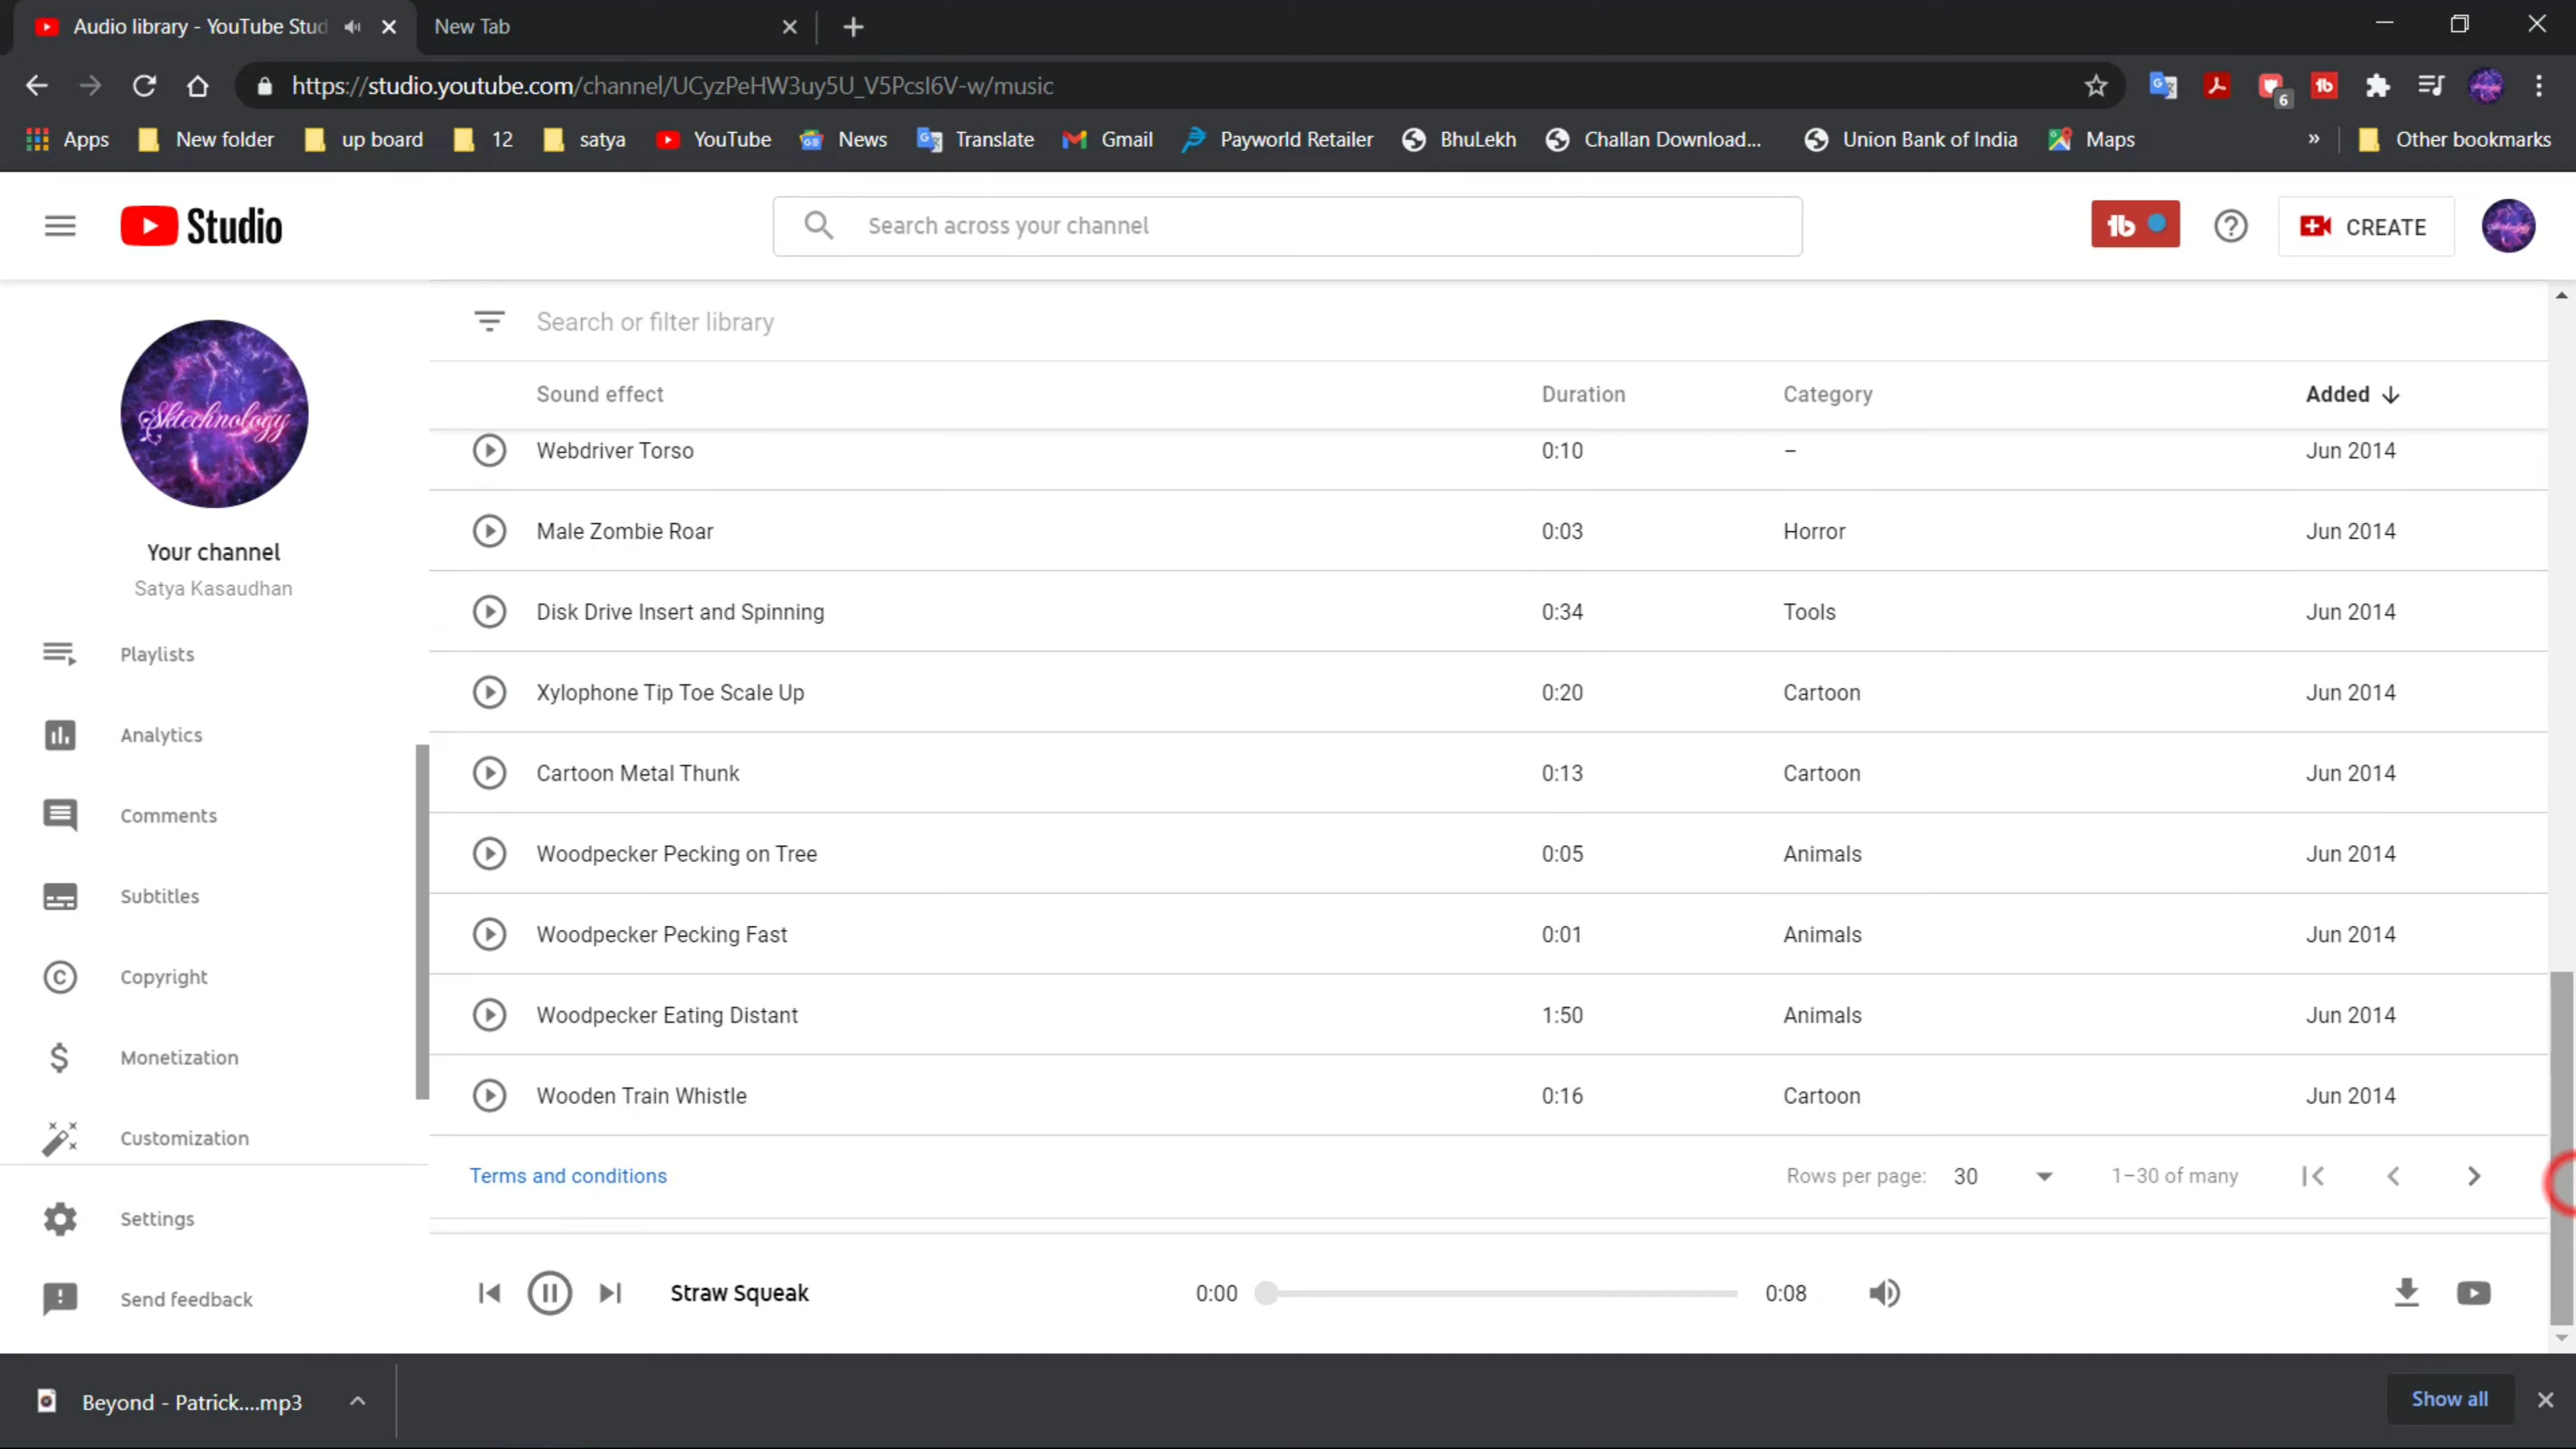 Audio library - YouTube Stud
New Tab
https://studio.youtube.com/channel/UCyzPeHW3uy5U_V5PcsI6V-w/music
6
Apps
New folder
up board
12
satya
YouTube
News
Translate
Gmail
Payworld Retailer
BhuLekh
Challan Download...
Union Bank of India
Maps
»
Other bookmarks
Studio
Search across your channel
CREATE
Sktechnology
Your channel
Satya Kasaudhan
Playlists
Analytics
Comments
Subtitles
Copyright
Monetization
Customization
Settings
Send feedback
Search or filter library
Sound effect Duration Category Added
Webdriver Torso 0:10 – Jun 2014
Male Zombie Roar 0:03 Horror Jun 2014
Disk Drive Insert and Spinning 0:34 Tools Jun 2014
Xylophone Tip Toe Scale Up 0:20 Cartoon Jun 2014
Cartoon Metal Thunk 0:13 Cartoon Jun 2014
Woodpecker Pecking on Tree 0:05 Animals Jun 2014
Woodpecker Pecking Fast 0:01 Animals Jun 2014
Woodpecker Eating Distant 1:50 Animals Jun 2014
Wooden Train Whistle 0:16 Cartoon Jun 2014
Terms and conditions Rows per page: 30 1–30 of many
Straw Squeak 0:00 0:08
Beyond - Patrick....mp3
Show all